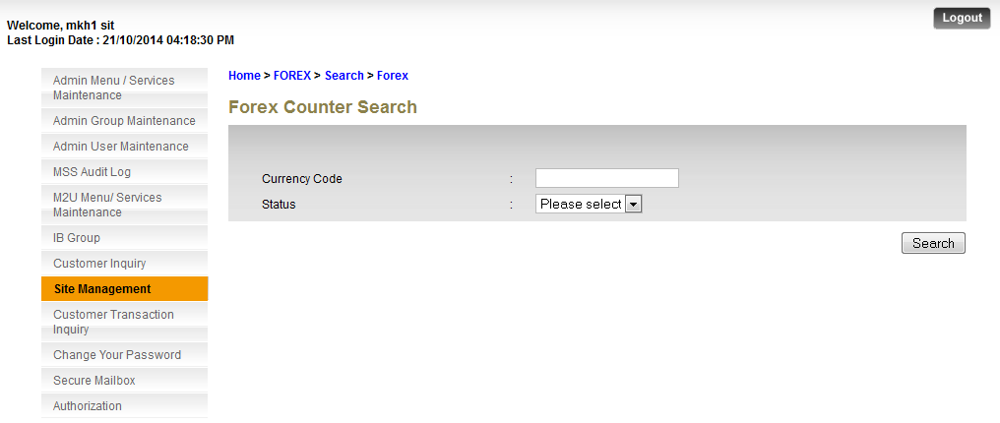 Logout
Welcome, mkh1 sit
Last Login Date : 21/10/2014 04:18:30 PM
Admin Menu / Services
Maintenance
Admin Group Maintenance
Admin User Maintenance
MSS Audit Log
M2U Menu/ Services
Maintenance
IB Group
Customer Inquiry
Site Management
Customer Transaction
Inquiry
Change Your Password
Secure Mailbox
Authorization
Home > FOREX > Search > Forex
Forex Counter Search
Currency Code :
Status : Please select
Search